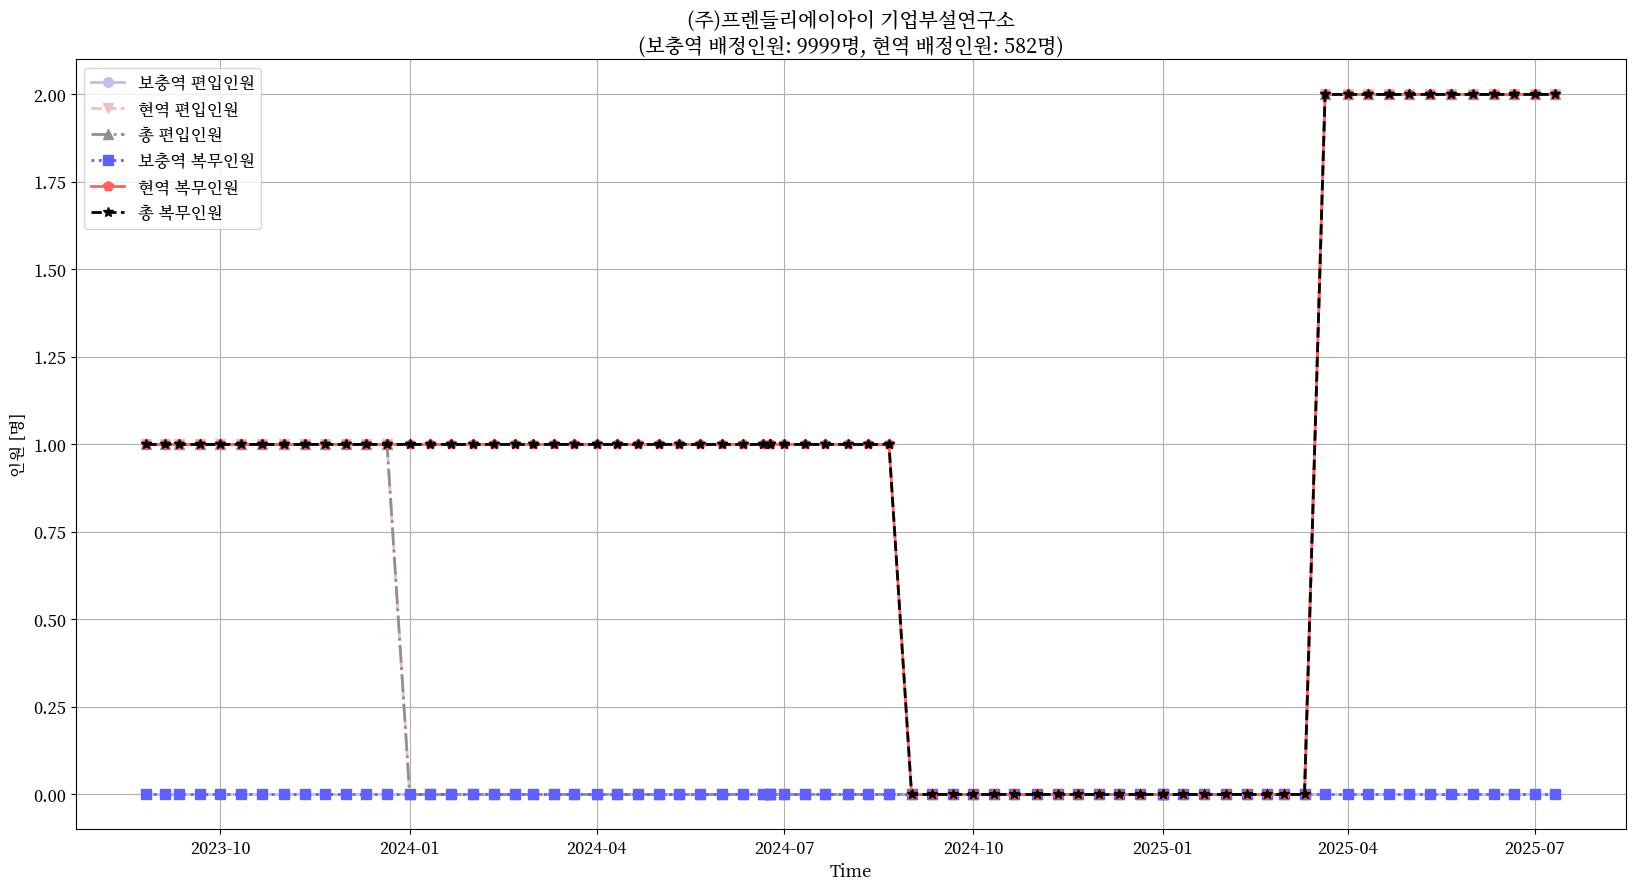 (주)프렌들리에이아이 기업부설연구소
(보충역 배정인원: 9999명, 현역 배정인원: 582명)
보충역 편입인원
현역 편입인원
총 편입인원
보충역 복무인원
현역 복무인원
총 복무인원
2.00
1.75
1.50
1.25
1.00
0.75
0.50
0.25
0.00
인원 [명]
2023-10
2024-01
2024-04
2024-07
2024-10
2025-01
2025-04
2025-07
Time